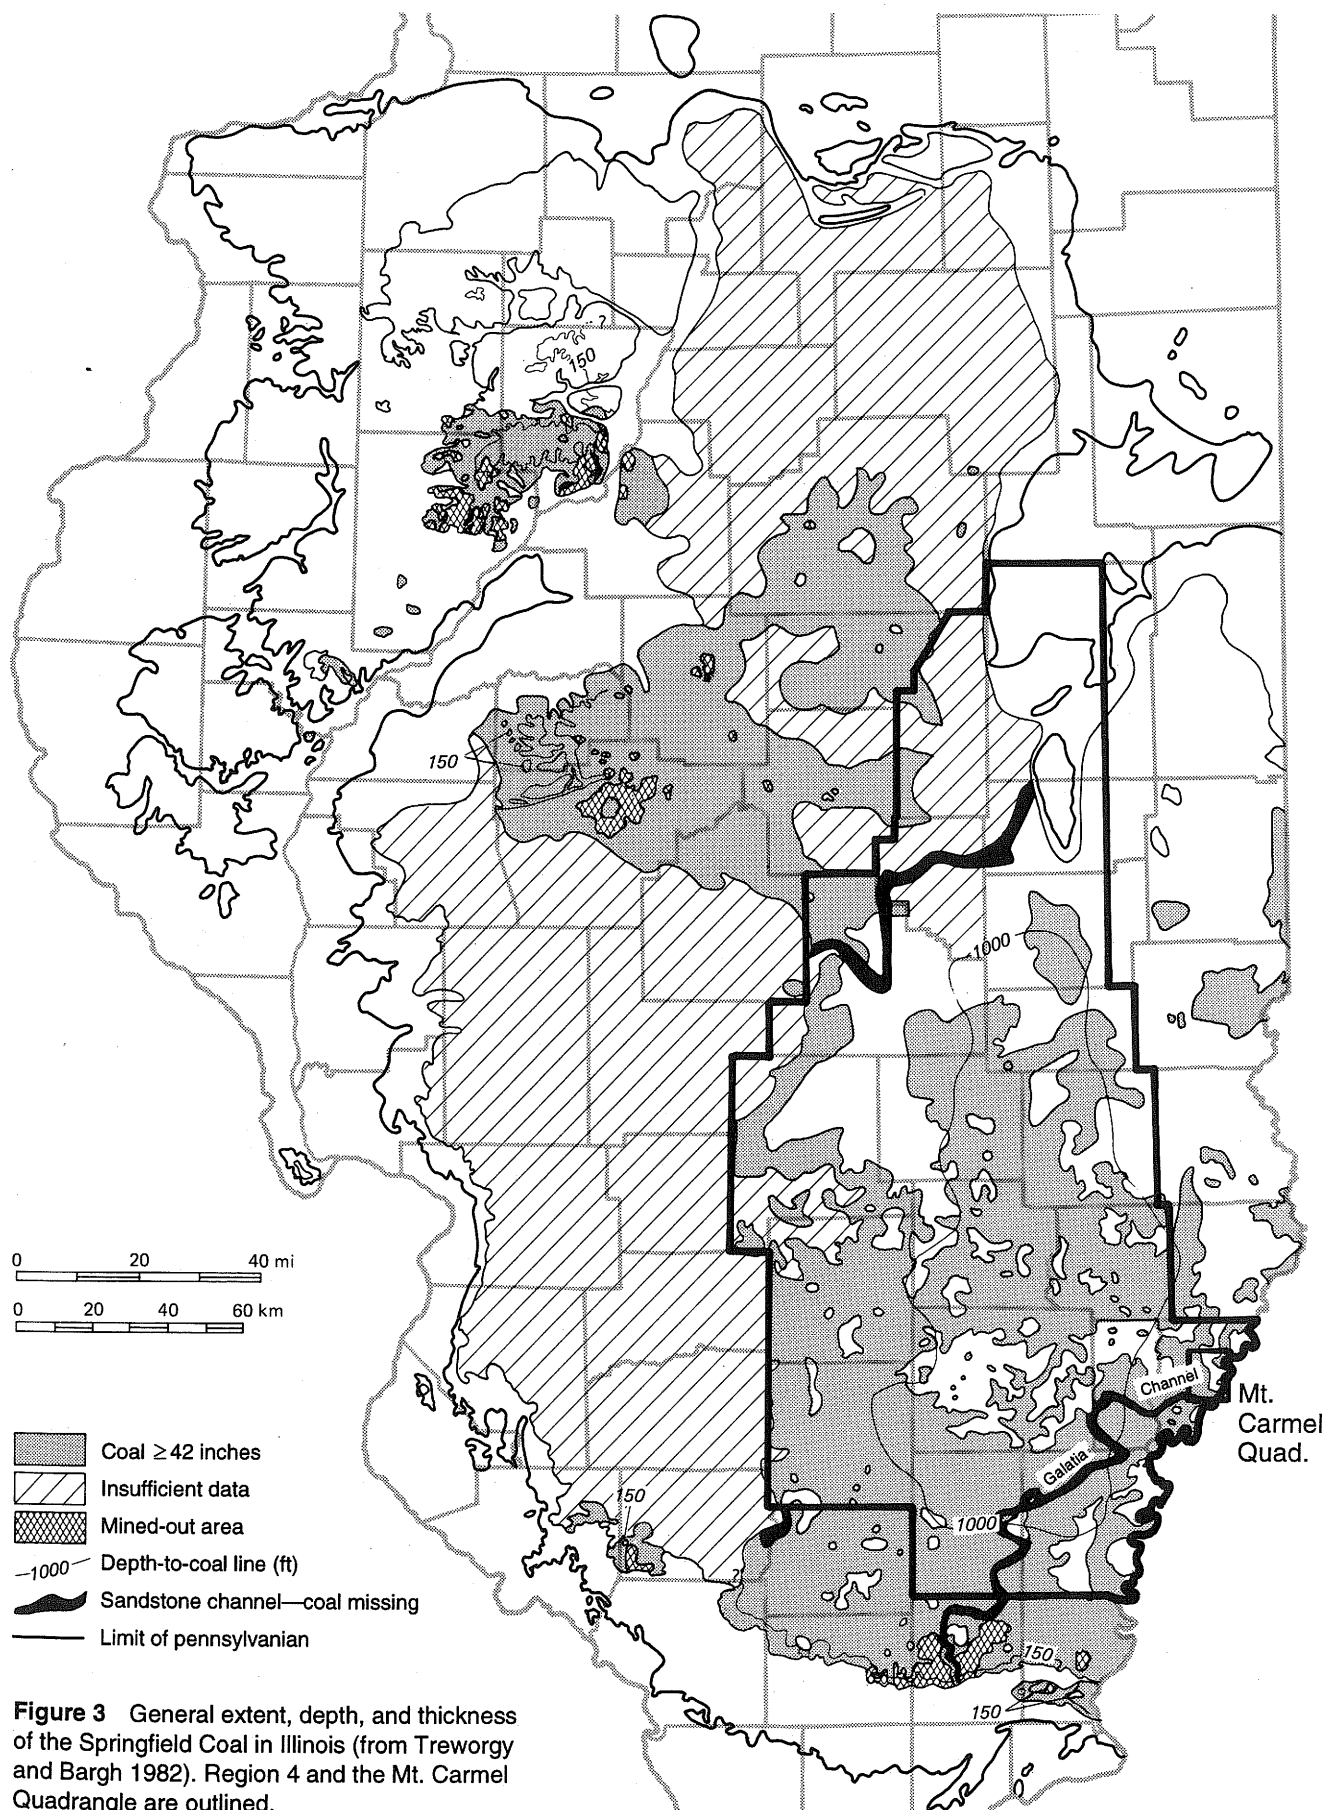 150
150
1000
Channel
Mt.
Carmel
Quad.
Galatia
1000
150
?
150
150
0 20 40 mi
0 20 40 60 km
Coal ≥ 42 inches
Insufficient data
Mined-out area
–1000 Depth-to-coal line (ft)
Sandstone channel—coal missing
Limit of pennsylvanian
Figure 3 General extent, depth, and thickness
of the Springfield Coal in Illinois (from Treworgy
and Bargh 1982). Region 4 and the Mt. Carmel
Quadrangle are outlined.